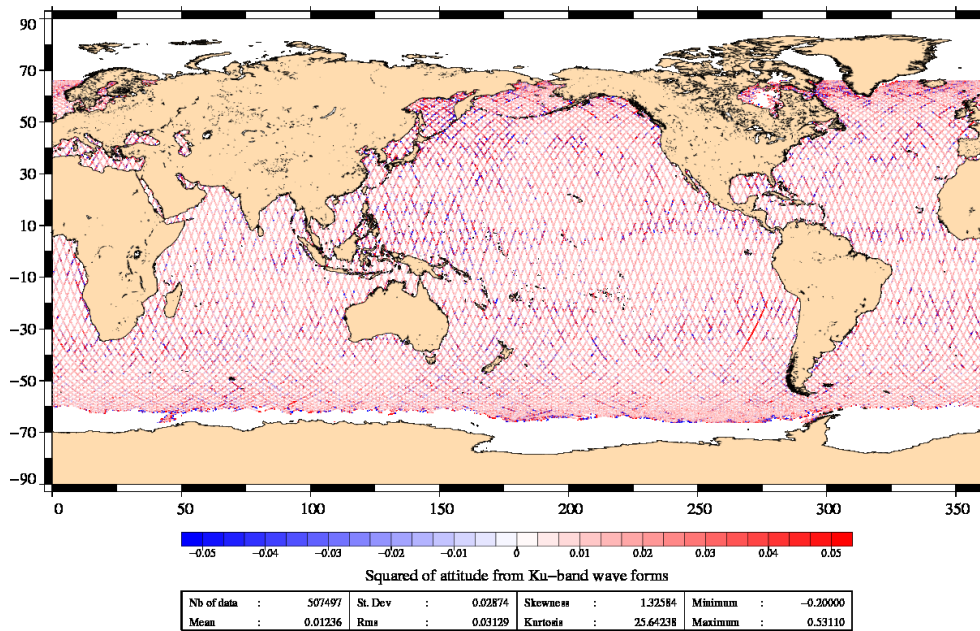 90
70
50
30
10
−10
−30
−50
−70
−90
0 50 100 150 200 250 300 350
−0.05 −0.04 −0.03 −0.02 −0.01 0 0.01 0.02 0.03 0.04 0.05
Squared of attitude from Ku−band wave forms
Nb of data : 507497 St. Dev : 0.02874 Skewness : 1.32584 Minimum : −0.20000
Mean : 0.01236 Rms : 0.03129 Kurtosis : 25.64238 Maximum : 0.53110